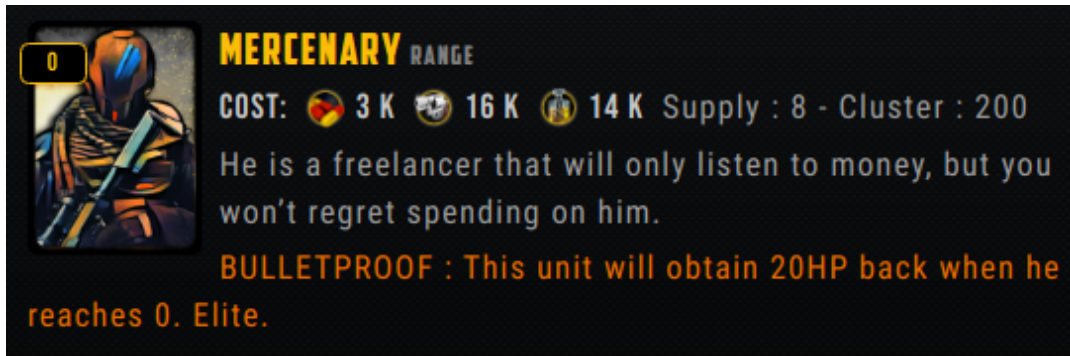 0
MERCENARY RANGE
COST: 3 K 16 K 14 K Supply : 8 - Cluster : 200
He is a freelancer that will only listen to money, but you
won’t regret spending on him.
BULLETPROOF : This unit will obtain 20HP back when he
reaches 0. Elite.